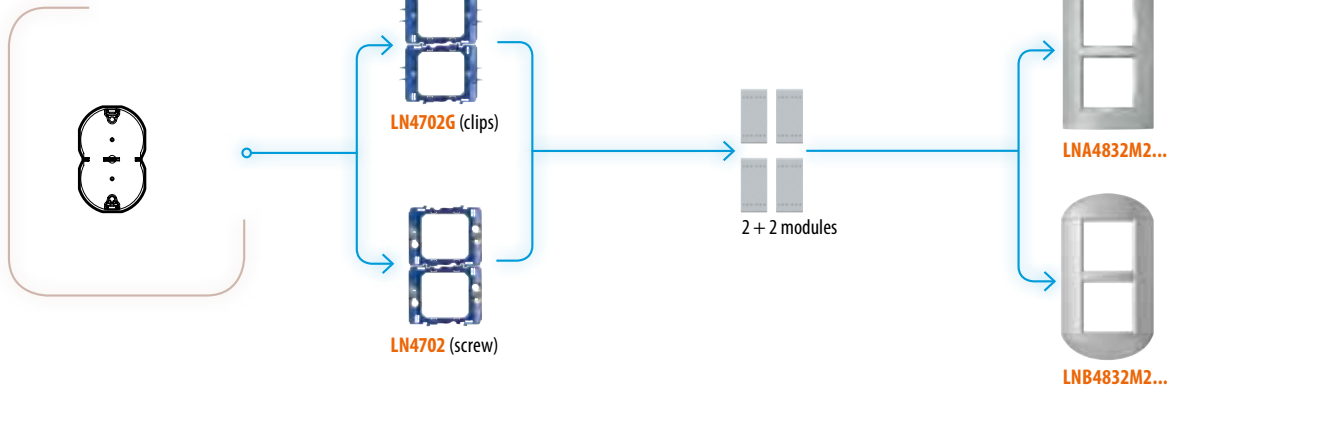 LN4702G (clips)
LNA4832M2...
2 + 2 modules
LN4702 (screw)
LNB4832M2...